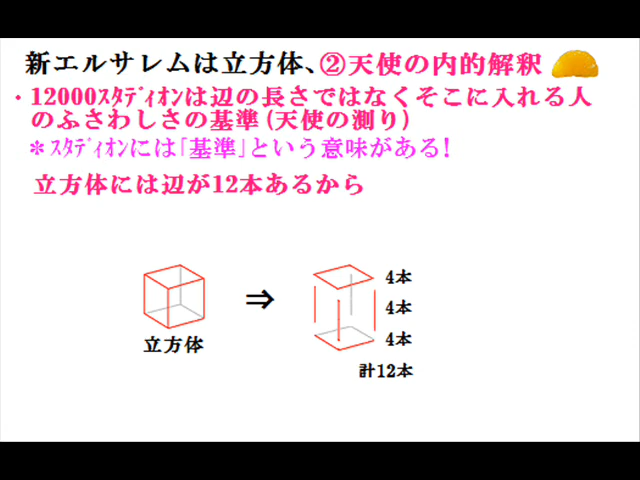 新エルサレムは立方体、②天使の内的解釈
・12000ｽﾀﾃﾞｨｵﾝは辺の長さではなくそこに入れる人
のふさわしさの基準(天使の測り)
＊ｽﾀﾃﾞｨｵﾝには｢基準｣という意味がある!
立方体には辺が12本あるから
⇒
4本
4本
4本
立方体
計12本